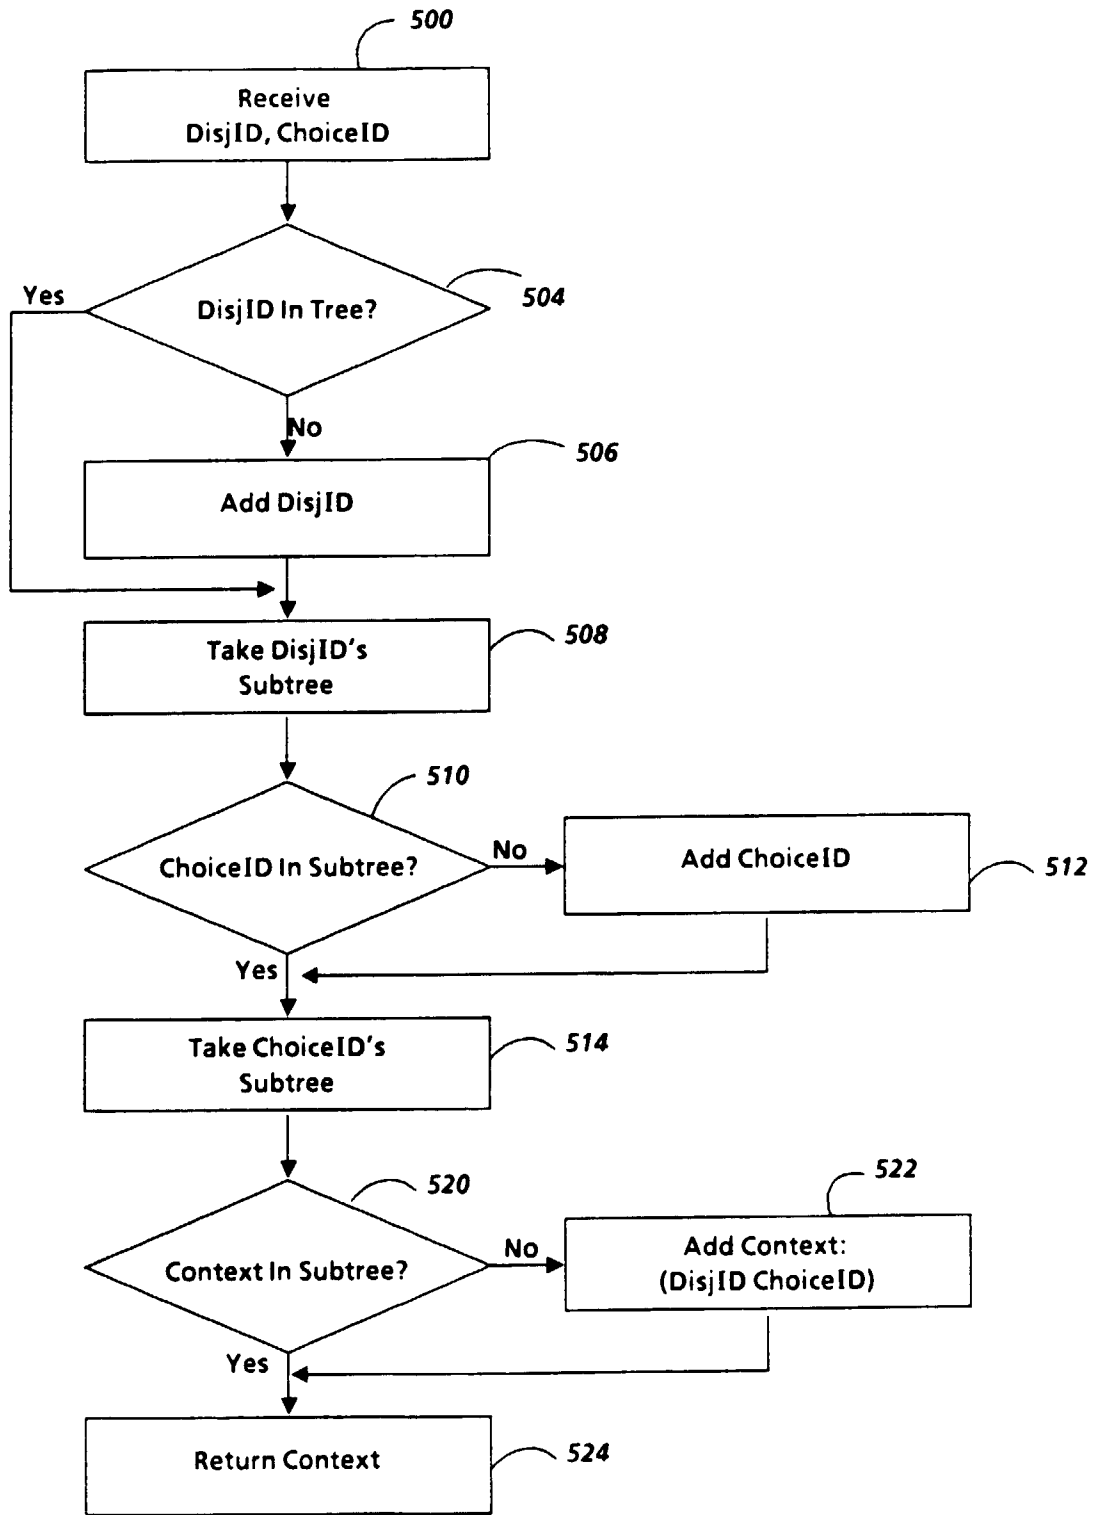 500
Receive
DisjID, ChoiceID
504
Yes
DisjID In Tree?
No
506
Add DisjID
508
Take DisjID's
Subtree
510
ChoiceID In Subtree?
No
Add ChoiceID
512
Yes
Take ChoiceID's
Subtree
514
520
Context In Subtree?
No
522
Add Context:
(DisjID ChoiceID)
Yes
Return Context
524